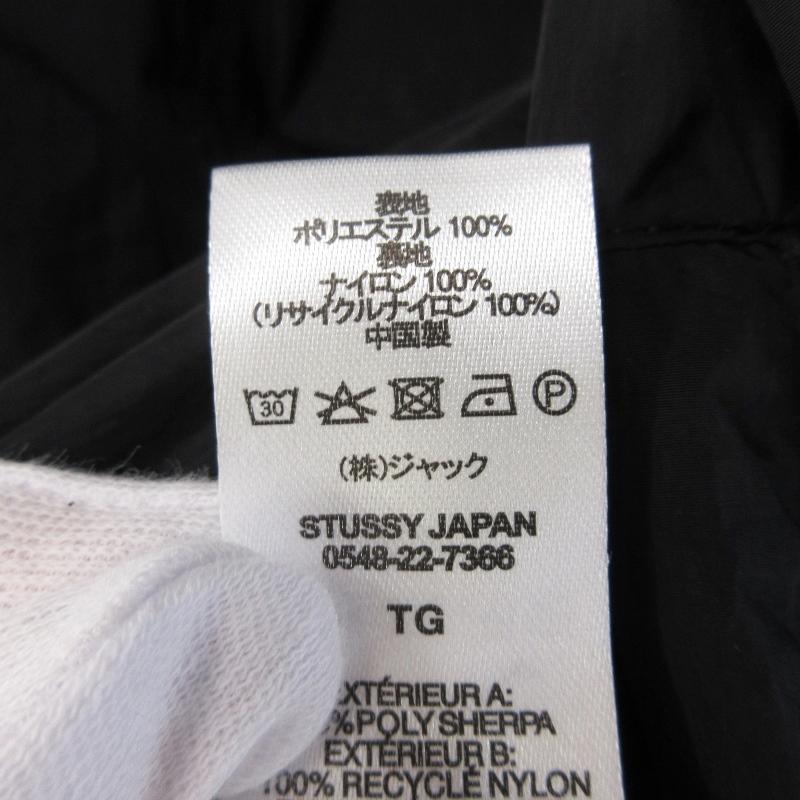 表地
ポリエステル 100%
裏地
ナイロン 100%
(リサイクルナイロン 100%)
中国製
30 P
(株)ジャック
STUSSY JAPAN
0548-22-7366
TG
EXTÉRIEUR A:
%POLY SHERPA
EXTÉRIEUR B:
100% RECYCLÉ NYLON